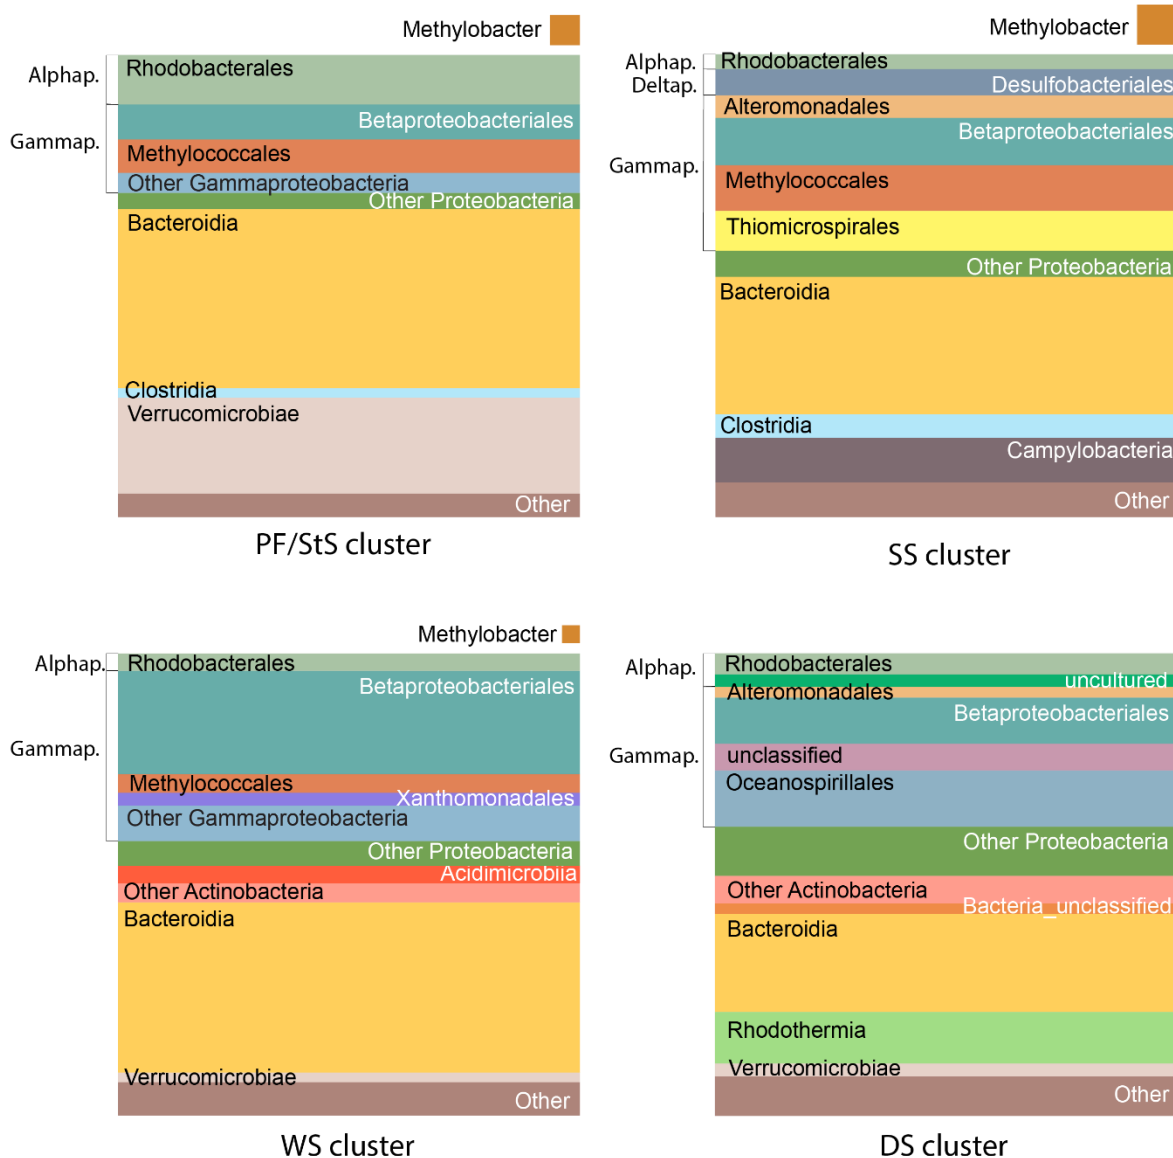 Methylobacter
Alphap.
Rhodobacterales
Betaproteobacteriales
Gammap.
Methylococcales
Other Gammaproteobacteria
Other Proteobacteria
Bacteroidia
Clostridia
Verrucomicrobiae
Other
PF/StS cluster
Methylobacter
Alphap.
Rhodobacterales
Deltap.
Desulfobacteriales
Alteromonadales
Betaproteobacteriales
Gammap.
Methylococcales
Thiomicrospirales
Other Proteobacteria
Bacteroidia
Clostridia
Campylobacteria
Other
SS cluster
Methylobacter
Alphap.
Rhodobacterales
Betaproteobacteriales
Gammap.
Methylococcales
Xanthomonadales
Other Gammaproteobacteria
Other Proteobacteria
Acidimicrobiia
Other Actinobacteria
Bacteroidia
Verrucomicrobiae
Other
WS cluster
Alphap.
Rhodobacterales
uncultured
Alteromonadales
Betaproteobacteriales
Gammap.
unclassified
Oceanospirillales
Other Proteobacteria
Other Actinobacteria
Bacteria_unclassified
Bacteroidia
Rhodothermia
Verrucomicrobiae
Other
DS cluster